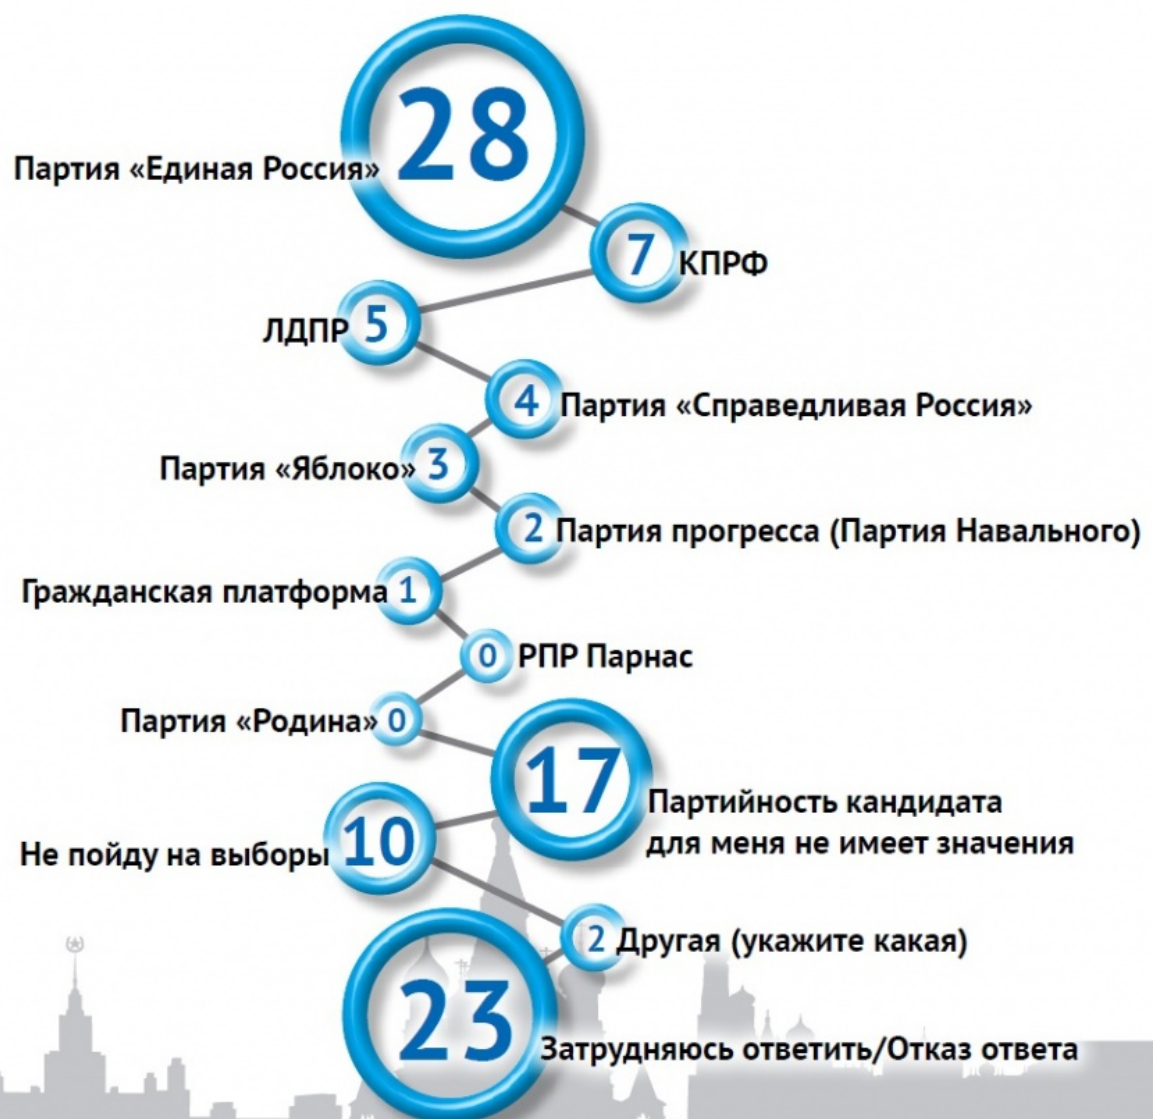 28
Партия «Единая Россия»
7
КПРФ
ЛДПР
5
4
Партия «Справедливая Россия»
Партия «Яблоко»
3
2
Партия прогресса (Партия Навального)
Гражданская платформа
1
0
РПР Парнас
Партия «Родина»
0
17
Партийность кандидата
для меня не имеет значения
Не пойду на выборы
10
2
Другая (укажите какая)
23
Затрудняюсь ответить/Отказ ответа